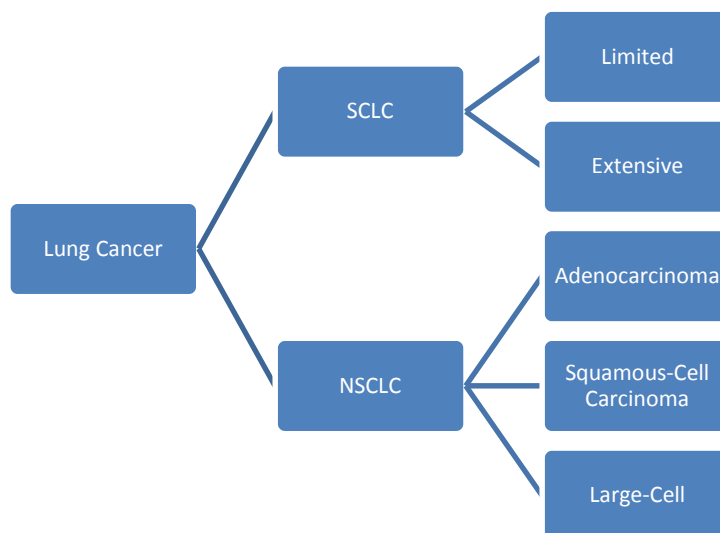 Limited
SCLC
Extensive
Lung Cancer
Adenocarcinoma
NSCLC
Squamous-Cell
Carcinoma
Large-Cell